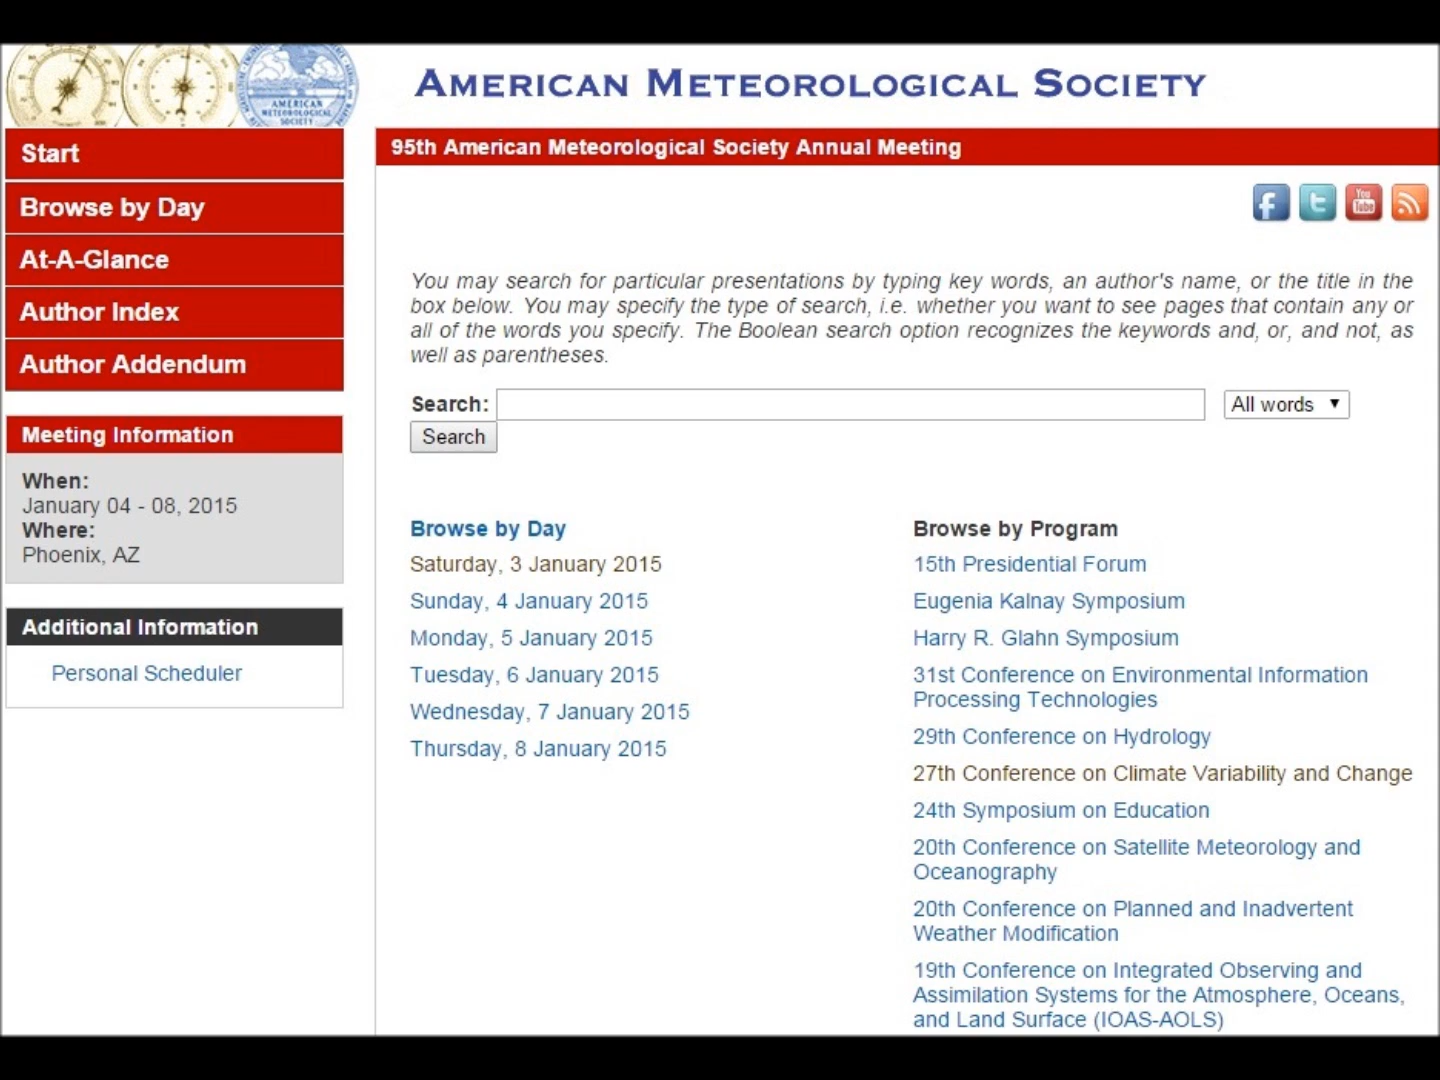 AMERICAN
METEOROLOGICAL
SOCIETY
AMERICAN METEOROLOGICAL SOCIETY
Start
Browse by Day
At-A-Glance
Author Index
Author Addendum
Meeting Information
When:
January 04 - 08, 2015
Where:
Phoenix, AZ
Additional Information
Personal Scheduler
95th American Meteorological Society Annual Meeting
f t You Tube
You may search for particular presentations by typing key words, an author's name, or the title in the
box below. You may specify the type of search, i.e. whether you want to see pages that contain any or
all of the words you specify. The Boolean search option recognizes the keywords and, or, and not, as
well as parentheses.
Search: All words
Search
Browse by Day
Saturday, 3 January 2015
Sunday, 4 January 2015
Monday, 5 January 2015
Tuesday, 6 January 2015
Wednesday, 7 January 2015
Thursday, 8 January 2015
Browse by Program
15th Presidential Forum
Eugenia Kalnay Symposium
Harry R. Glahn Symposium
31st Conference on Environmental Information
Processing Technologies
29th Conference on Hydrology
27th Conference on Climate Variability and Change
24th Symposium on Education
20th Conference on Satellite Meteorology and
Oceanography
20th Conference on Planned and Inadvertent
Weather Modification
19th Conference on Integrated Observing and
Assimilation Systems for the Atmosphere, Oceans,
and Land Surface (IOAS-AOLS)